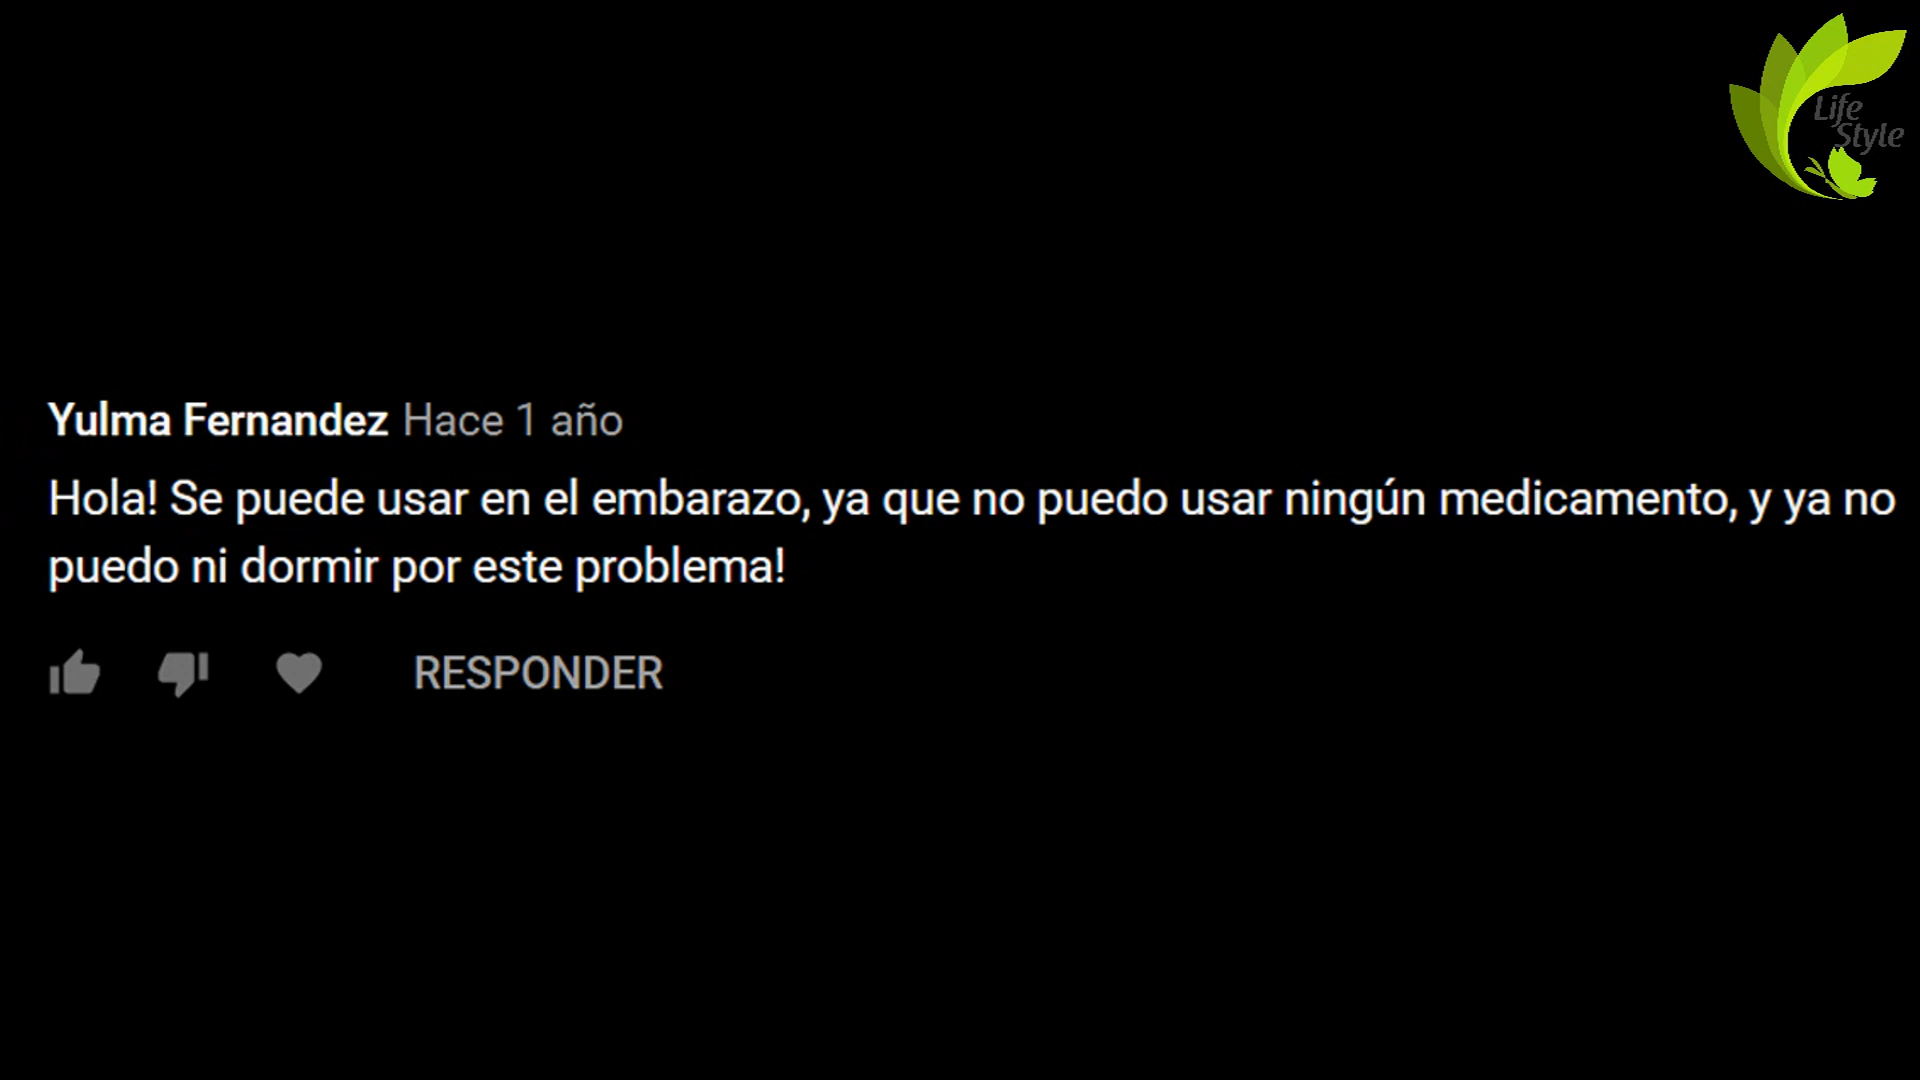 Life
Style
Yulma Fernandez Hace 1 año
Hola! Se puede usar en el embarazo, ya que no puedo usar ningún medicamento, y ya no
puedo ni dormir por este problema!
RESPONDER